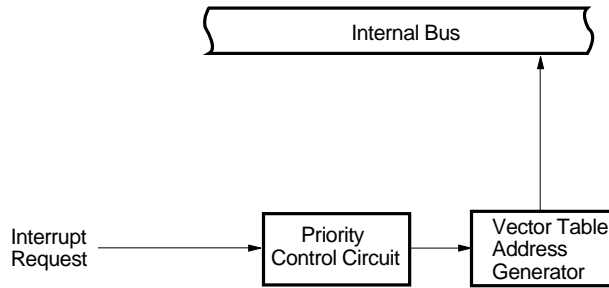 Internal Bus
Interrupt
Request
Priority
Control Circuit
Vector Table
Address
Generator